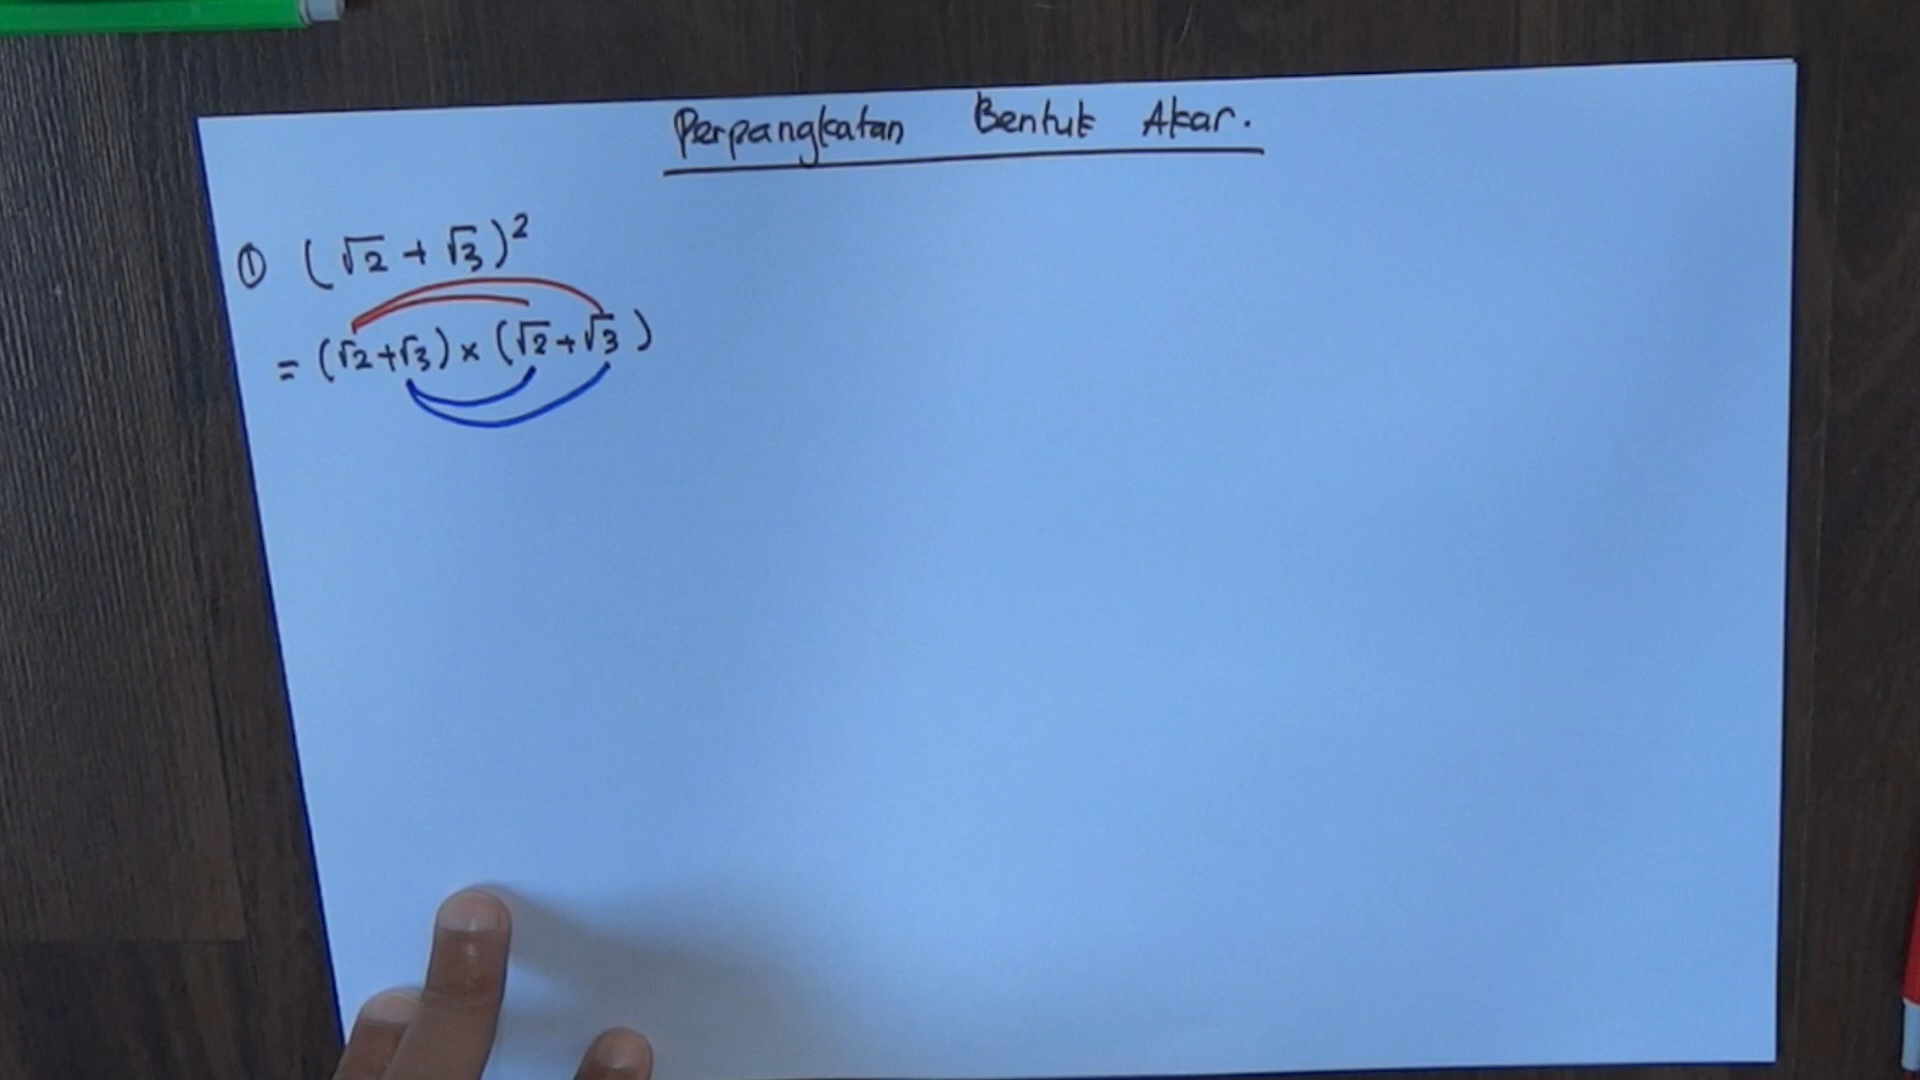 Perpangkatan Bentuk Akar.
① (√2 + √3)²
= (√2+√3) × (√2+√3)